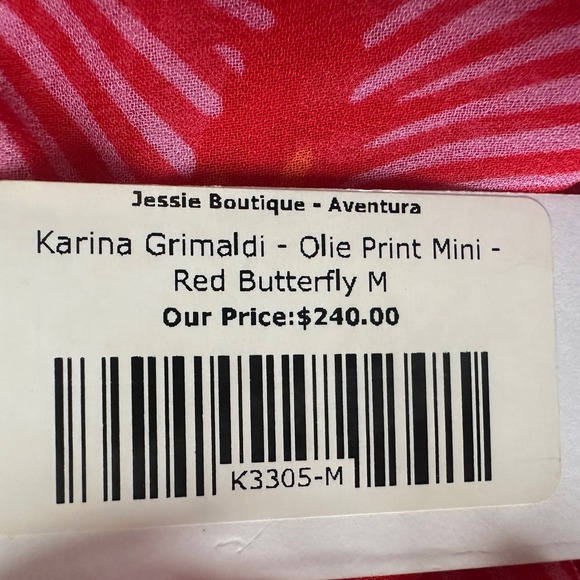 Jessie Boutique - Aventura
Karina Grimaldi - Olie Print Mini -
Red Butterfly M
Our Price:$240.00
K3305-M